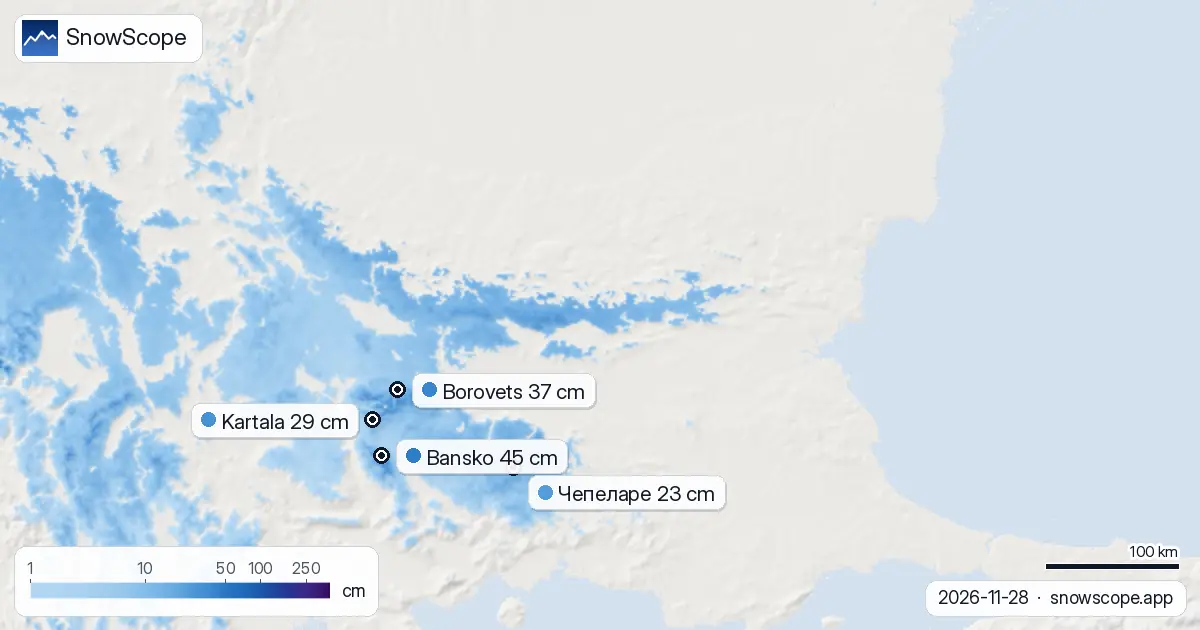 SnowScope
Borovets 37 cm
Kartala 29 cm
Bansko 45 cm
Чепеларе 23 cm
1 10 50 100 250
cm
100 km
2026-11-28 · snowscope.app